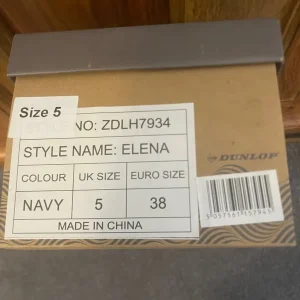 Size 5
NO: ZDLH7934
STYLE NAME: ELENA
DUNLOP
COLOUR UK SIZE EURO SIZE
NAVY 5 38
MADE IN CHINA